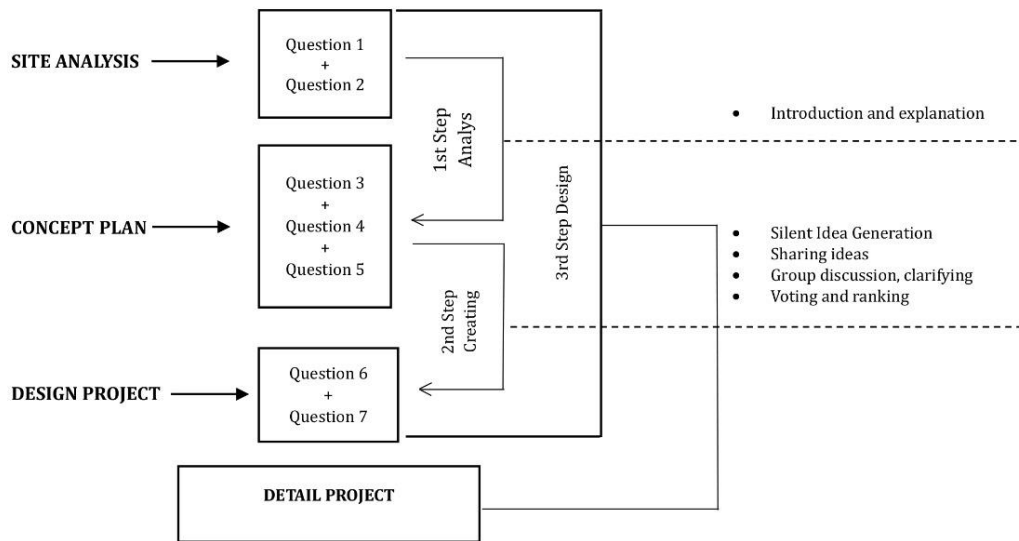 SITE ANALYSIS
Question 1
+
Question 2
1st Step
Analys
• Introduction and explanation
CONCEPT PLAN
Question 3
+
Question 4
+
Question 5
3rd Step Design
• Silent Idea Generation
• Sharing ideas
• Group discussion, clarifying
• Voting and ranking
2nd Step
Creating
DESIGN PROJECT
Question 6
+
Question 7
DETAIL PROJECT